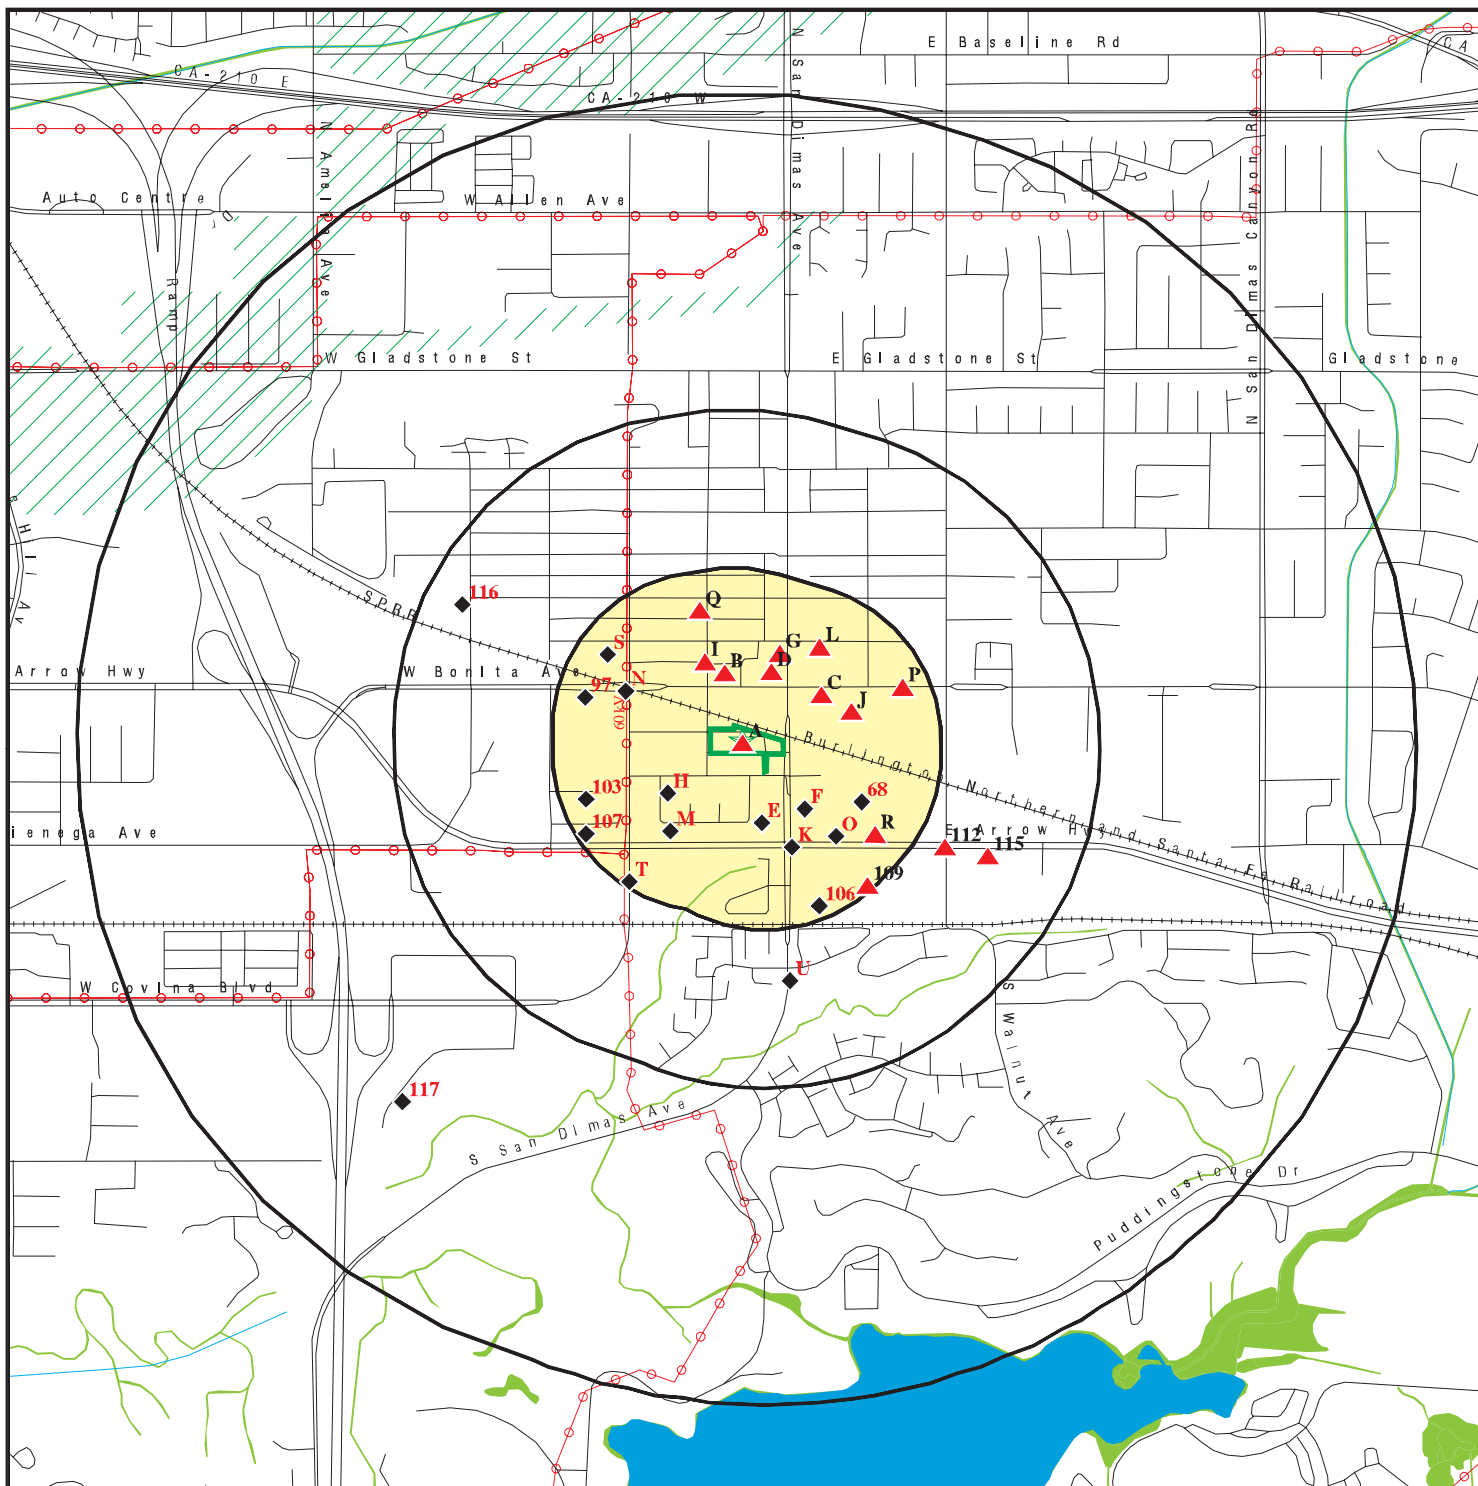 E Baseline Rd
N San Dimas Ave
CA
CA-210 E
CA-210 W
N Amelia Ave
N San Dimas Canyon Rd
Auto Centre D
W Allen Ave
Ramp
W Gladstone St
E Gladstone St
Gladstone
116
SPRR
Q
S
I
B
G
D
L
Arrow Hwy
W Bonita Ave
97
N
C
P
J
60kV
A
Burlington Northern and Santa Fe Railroad
103
H
68
F
107
M
E
K
O
R
ienega Ave
E Arrow Hwy
112
115
T
109
106
U
W Covina Blvd
S Walnut Ave
117
S San Dimas Ave
Puddingstone Dr